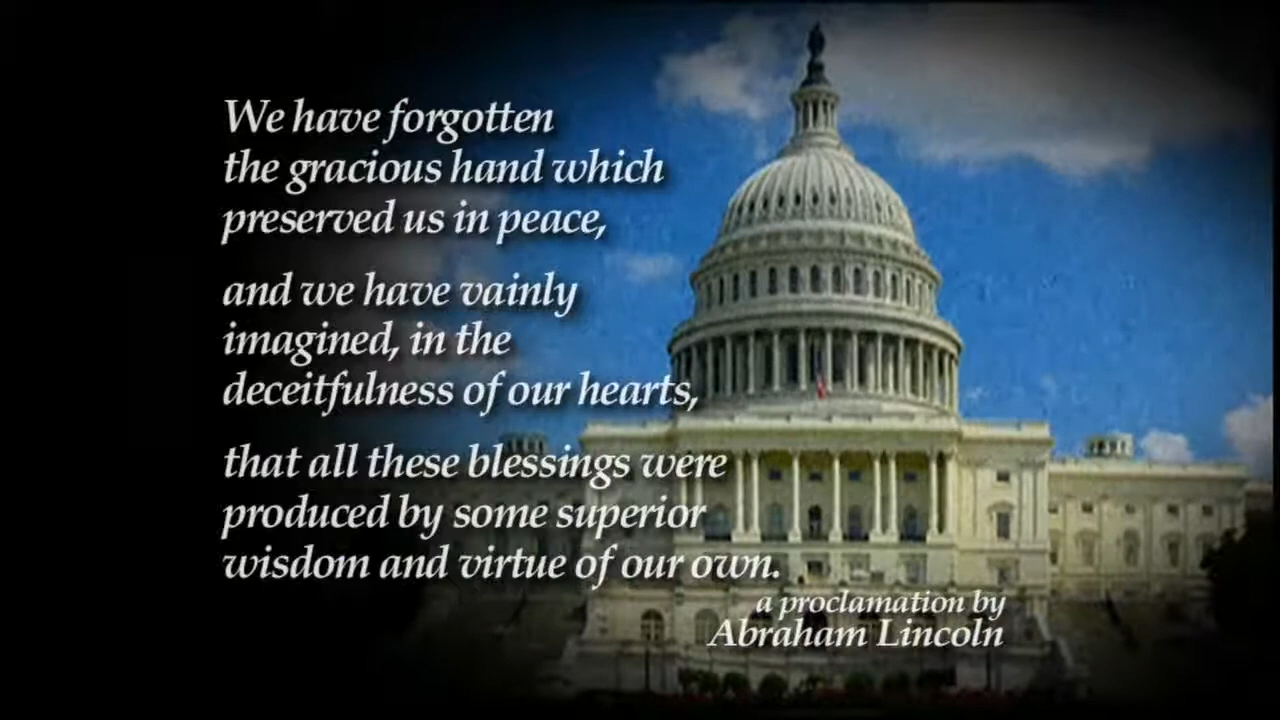 We have forgotten
the gracious hand which
preserved us in peace,
and we have vainly
imagined, in the
deceitfulness of our hearts,
that all these blessings were
produced by some superior
wisdom and virtue of our own.
a proclamation by
Abraham Lincoln